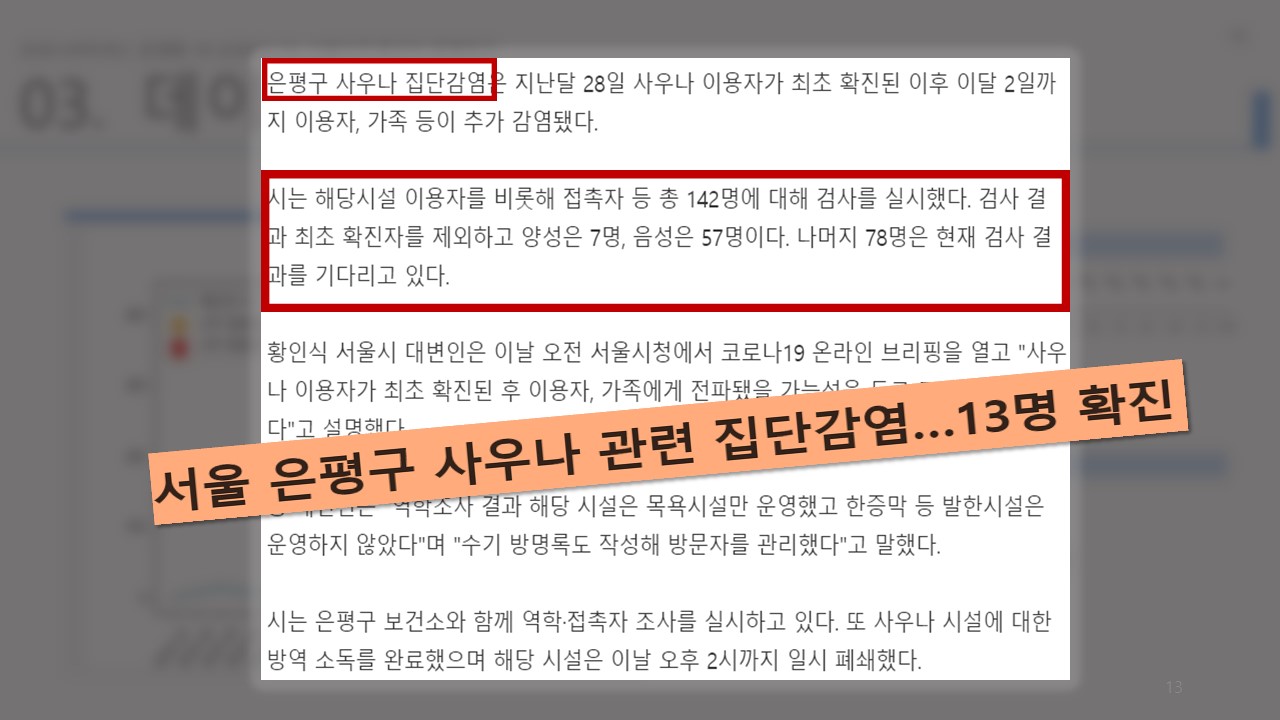 03. 데이
은평구 사우나 집단감염은 지난달 28일 사우나 이용자가 최초 확진된 이후 이달 2일까
지 이용자, 가족 등이 추가 감염됐다.
시는 해당시설 이용자를 비롯해 접촉자 등 총 142명에 대해 검사를 실시했다. 검사 결
과 최초 확진자를 제외하고 양성은 7명, 음성은 57명이다. 나머지 78명은 현재 검사 결
과를 기다리고 있다.
황인식 서울시 대변인은 이날 오전 서울시청에서 코로나19 온라인 브리핑을 열고 "사우
나 이용자가 최초 확진된 후 이용자, 가족에게 전파됐을 가능성을
다"고 설명했다.
서울 은평구 사우나 관련 집단감염...13명 확진
역학조사 결과 해당 시설은 목욕시설만 운영했고 한증막 등 발한시설은
운영하지 않았다"며 "수기 방명록도 작성해 방문자를 관리했다"고 말했다.
시는 은평구 보건소와 함께 역학·접촉자 조사를 실시하고 있다. 또 사우나 시설에 대한
방역 소독를 완료했으며 해당 시설은 이날 오후 2시까지 일시 폐쇄했다.
13